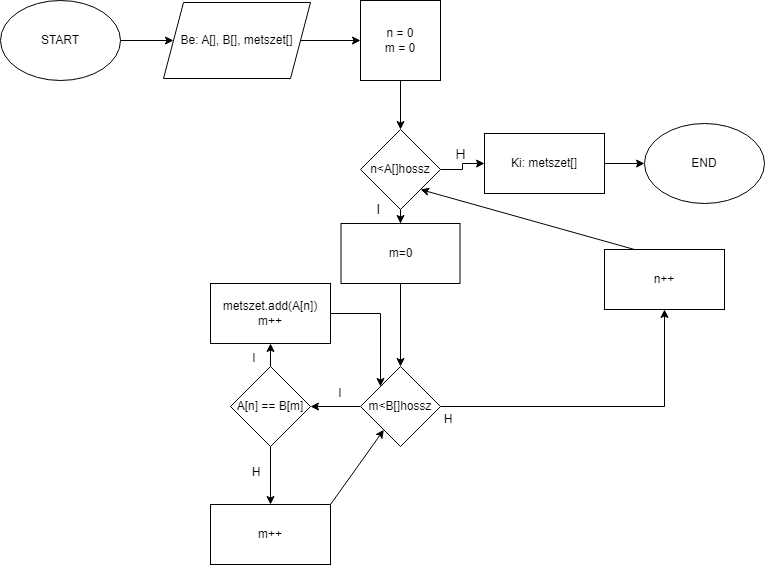 START
Be: A[], B[], metszet[]
n = 0
m = 0
n<A[]hossz
H
Ki: metszet[]
END
I
m=0
n++
metszet.add(A[n])
m++
I
A[n] == B[m]
I
m<B[]hossz
H
H
m++